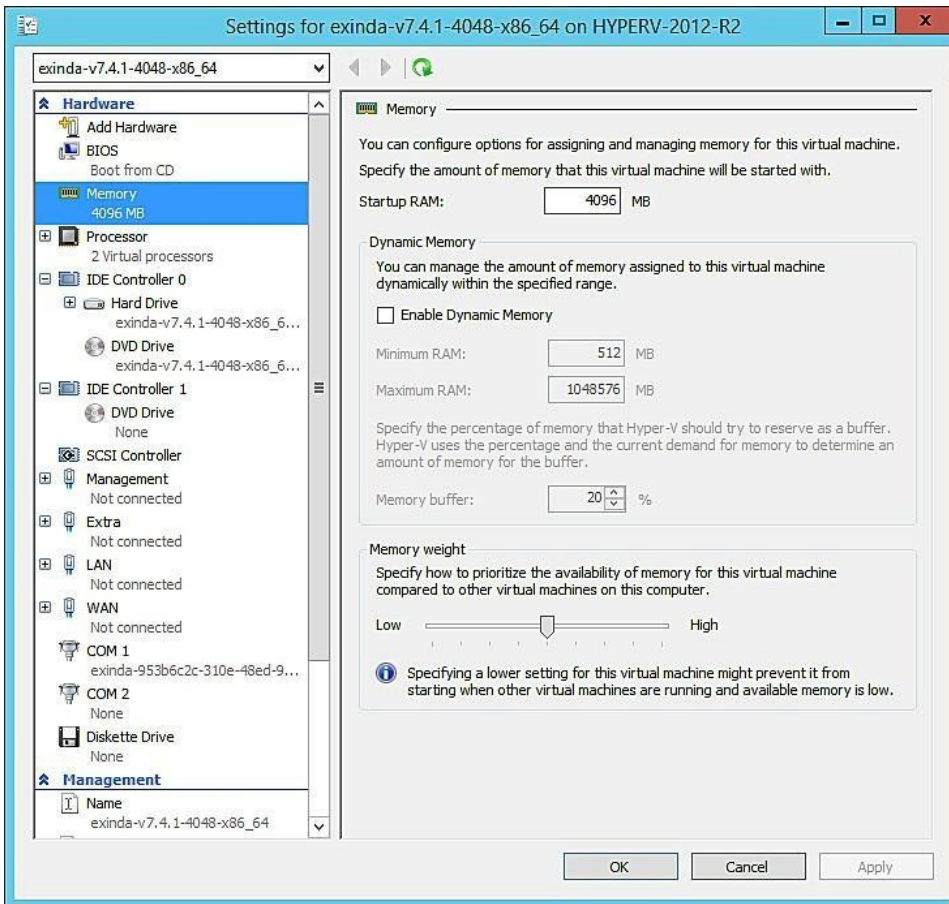 Settings for exinda-v7.4.1-4048-x86_64 on HYPERV-2012-R2
exinda-v7.4.1-4048-x86_64
Hardware
Add Hardware
BIOS
Boot from CD
Memory
4096 MB
Processor
2 Virtual processors
IDE Controller 0
Hard Drive
exinda-v7.4.1-4048-x86_6...
DVD Drive
exinda-v7.4.1-4048-x86_6...
IDE Controller 1
DVD Drive
None
SCSI Controller
Management
Not connected
Extra
Not connected
LAN
Not connected
WAN
Not connected
COM 1
exinda-953b6c2c-310e-48ed-9...
COM 2
None
Diskette Drive
None
Management
Name
exinda-v7.4.1-4048-x86_64
Memory
You can configure options for assigning and managing memory for this virtual machine.
Specify the amount of memory that this virtual machine will be started with.
Startup RAM: 4096 MB
Dynamic Memory
You can manage the amount of memory assigned to this virtual machine
dynamically within the specified range.
Enable Dynamic Memory
Minimum RAM: 512 MB
Maximum RAM: 1048576 MB
Specify the percentage of memory that Hyper-V should try to reserve as a buffer.
Hyper-V uses the percentage and the current demand for memory to determine an
amount of memory for the buffer.
Memory buffer: 20 %
Memory weight
Specify how to prioritize the availability of memory for this virtual machine
compared to other virtual machines on this computer.
Low High
Specifying a lower setting for this virtual machine might prevent it from
starting when other virtual machines are running and available memory is low.
OK Cancel Apply